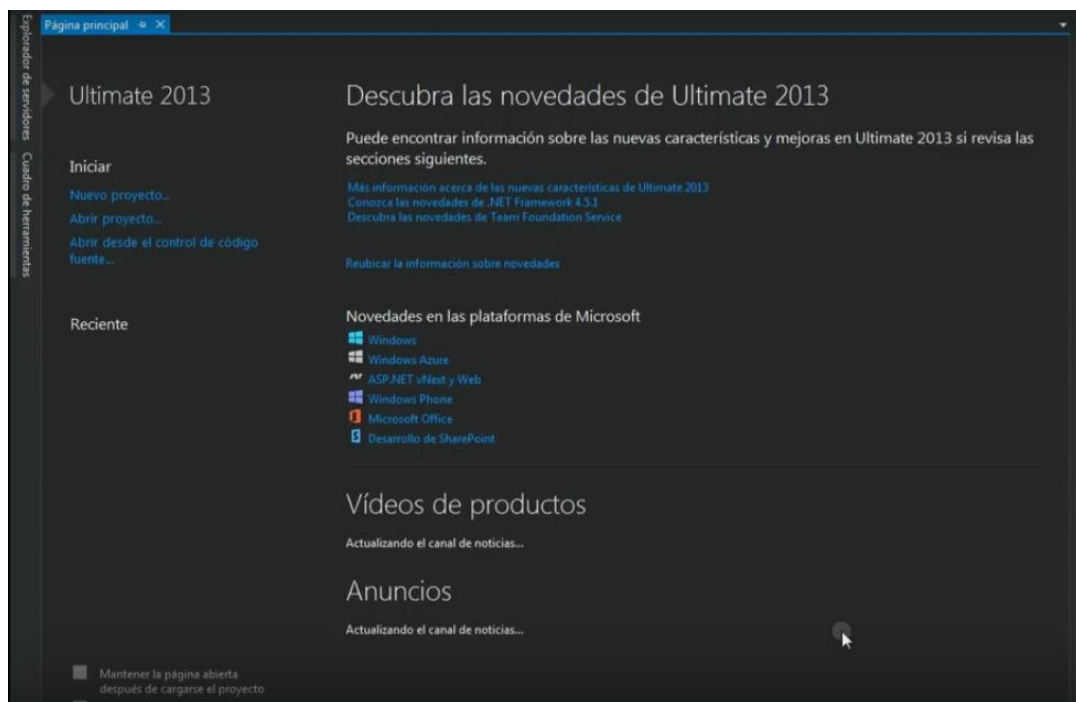 Explorador de servidores
Cuadro de herramientas
Página principal
Ultimate 2013
Iniciar
Nuevo proyecto...
Abrir proyecto...
Abrir desde el control de código
fuente...
Reciente
Descubra las novedades de Ultimate 2013
Puede encontrar información sobre las nuevas características y mejoras en Ultimate 2013 si revisa las
secciones siguientes.
Más información acerca de las nuevas características de Ultimate 2013
Conozca las novedades de .NET Framework 4.5.1
Descubra las novedades de Team Foundation Service
Reubicar la información sobre novedades
Novedades en las plataformas de Microsoft
Windows
Windows Azure
ASP.NET vNext y Web
Windows Phone
Microsoft Office
Desarrollo de SharePoint
Vídeos de productos
Actualizando el canal de noticias...
Anuncios
Actualizando el canal de noticias...
Mantener la página abierta
después de cargarse el proyecto